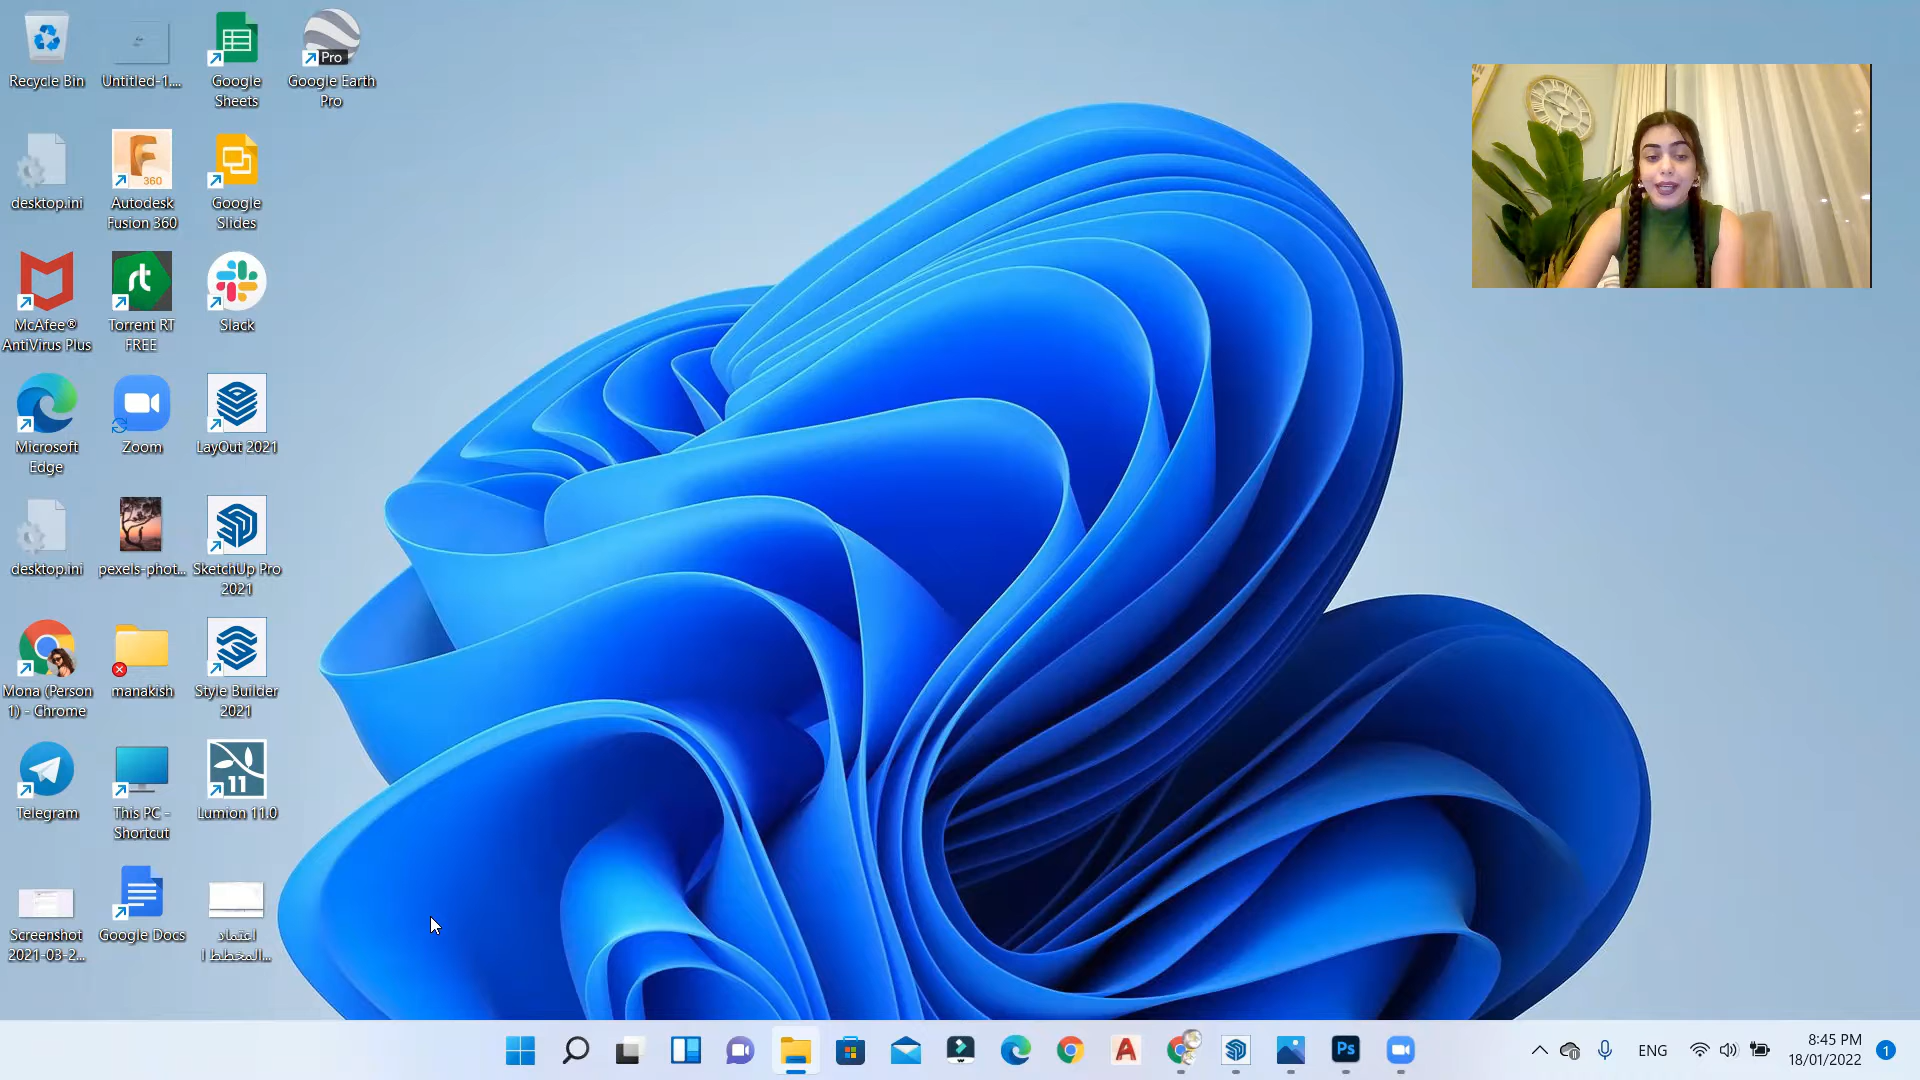 Recycle Bin
Untitled-1....
Google
Sheets
Pro
Google Earth
Pro
desktop.ini
360
Autodesk
Fusion 360
Google
Slides
McAfee®
AntiVirus Plus
rt
Torrent RT
FREE
Slack
Microsoft
Edge
Zoom
LayOut 2021
desktop.ini
pexels-phot...
SketchUp Pro
2021
Mona (Person
1) - Chrome
manakish
Style Builder
2021
Telegram
This PC -
Shortcut
11
Lumion 11.0
Screenshot
2021-03-2...
Google Docs
اعتماد
المخطط ا...
Ps
ENG
8:45 PM
18/01/2022
1